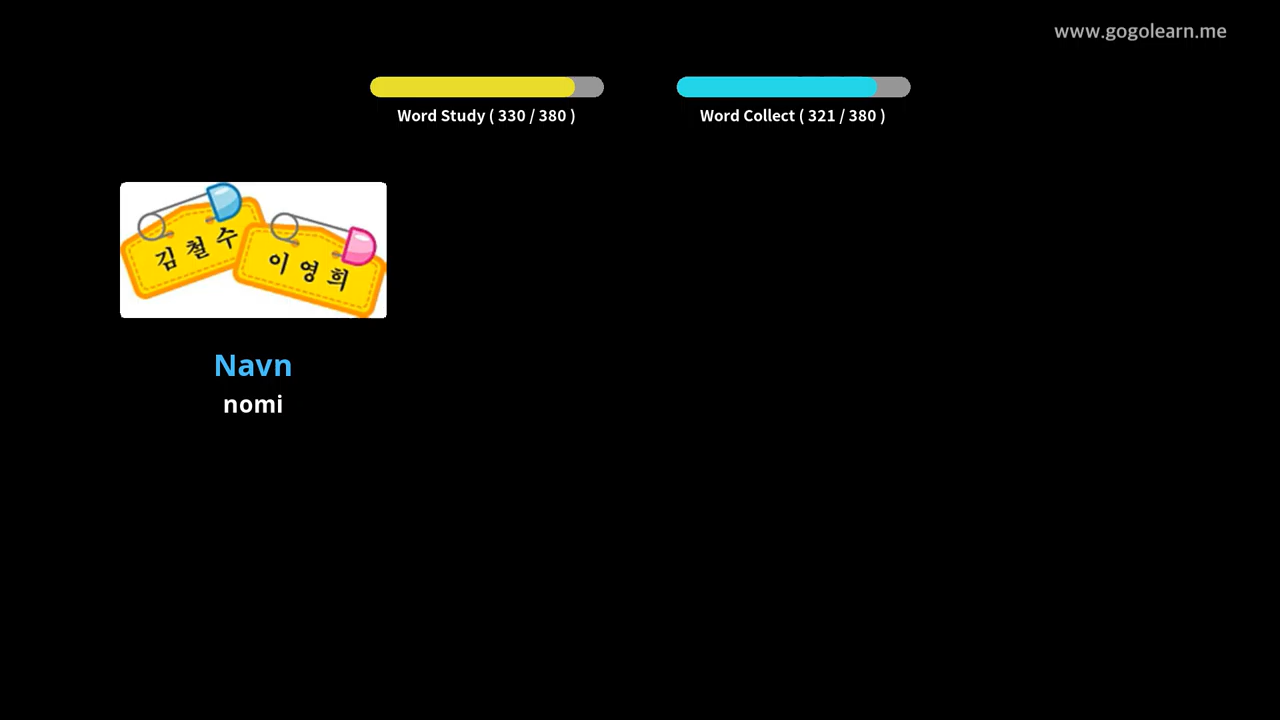 www.gogolearn.me
Word Study ( 330 / 380 )
Word Collect ( 321 / 380 )
김철수
이영희
Navn
nomi